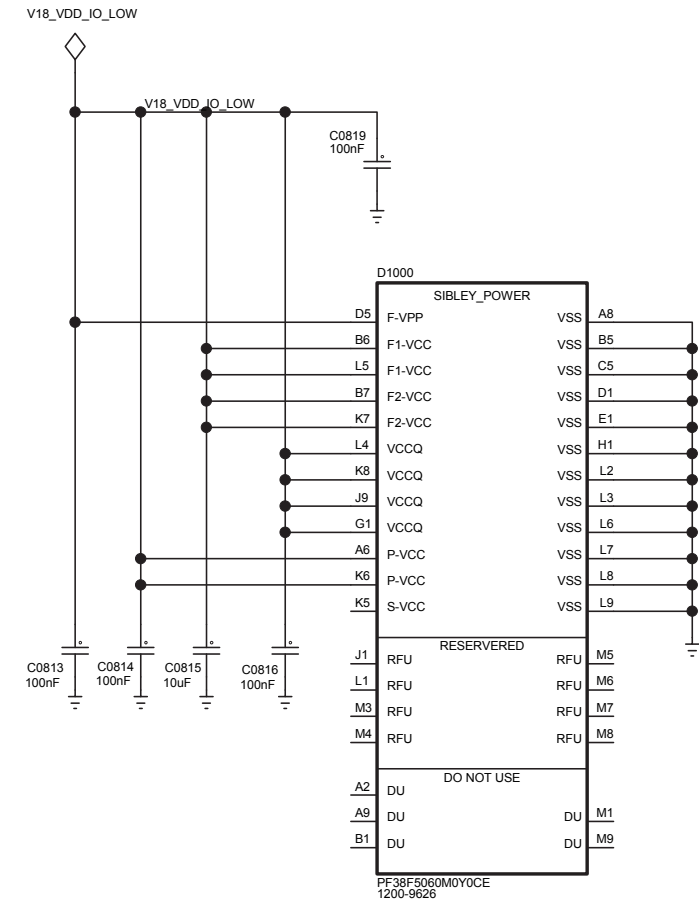 V18_VDD_IO_LOW
V18_VDD_IO_LOW
C0819
100nF
D1000
SIBLEY_POWER
D5 F-VPP VSS A8
B6 F1-VCC VSS B5
L5 F1-VCC VSS C5
B7 F2-VCC VSS D1
K7 F2-VCC VSS E1
L4 VCCQ VSS H1
K8 VCCQ VSS L2
J9 VCCQ VSS L3
G1 VCCQ VSS L6
A6 P-VCC VSS L7
K6 P-VCC VSS L8
K5 S-VCC VSS L9
C0813
100nF
C0814
100nF
C0815
10uF
C0816
100nF
RESERVERED
J1 RFU RFU M5
L1 RFU RFU M6
M3 RFU RFU M7
M4 RFU RFU M8
DO NOT USE
A2 DU
A9 DU DU M1
B1 DU DU M9
PF38F5060M0Y0CE
1200-9626